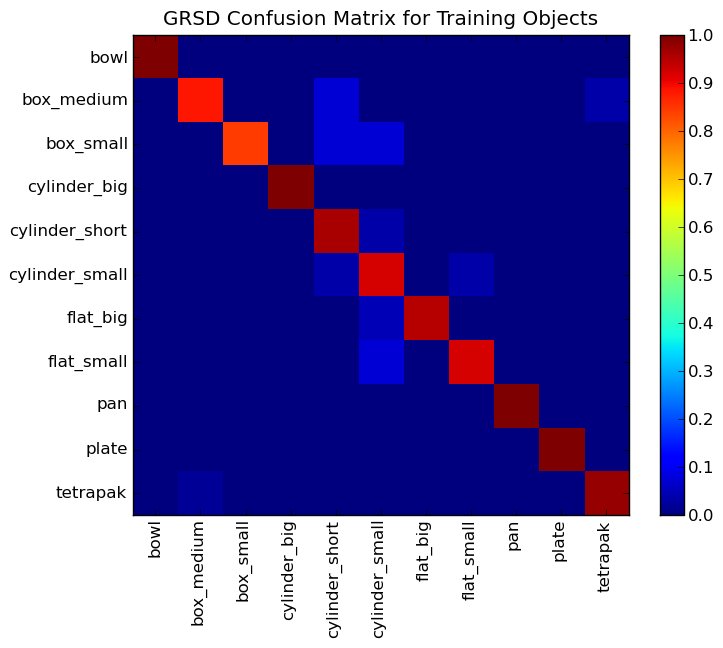 GRSD Confusion Matrix for Training Objects
bowl
box_medium
box_small
cylinder_big
cylinder_short
cylinder_small
flat_big
flat_small
pan
plate
tetrapak
bowl
box_medium
box_small
cylinder_big
cylinder_short
cylinder_small
flat_big
flat_small
pan
plate
tetrapak
1.0
0.9
0.8
0.7
0.6
0.5
0.4
0.3
0.2
0.1
0.0